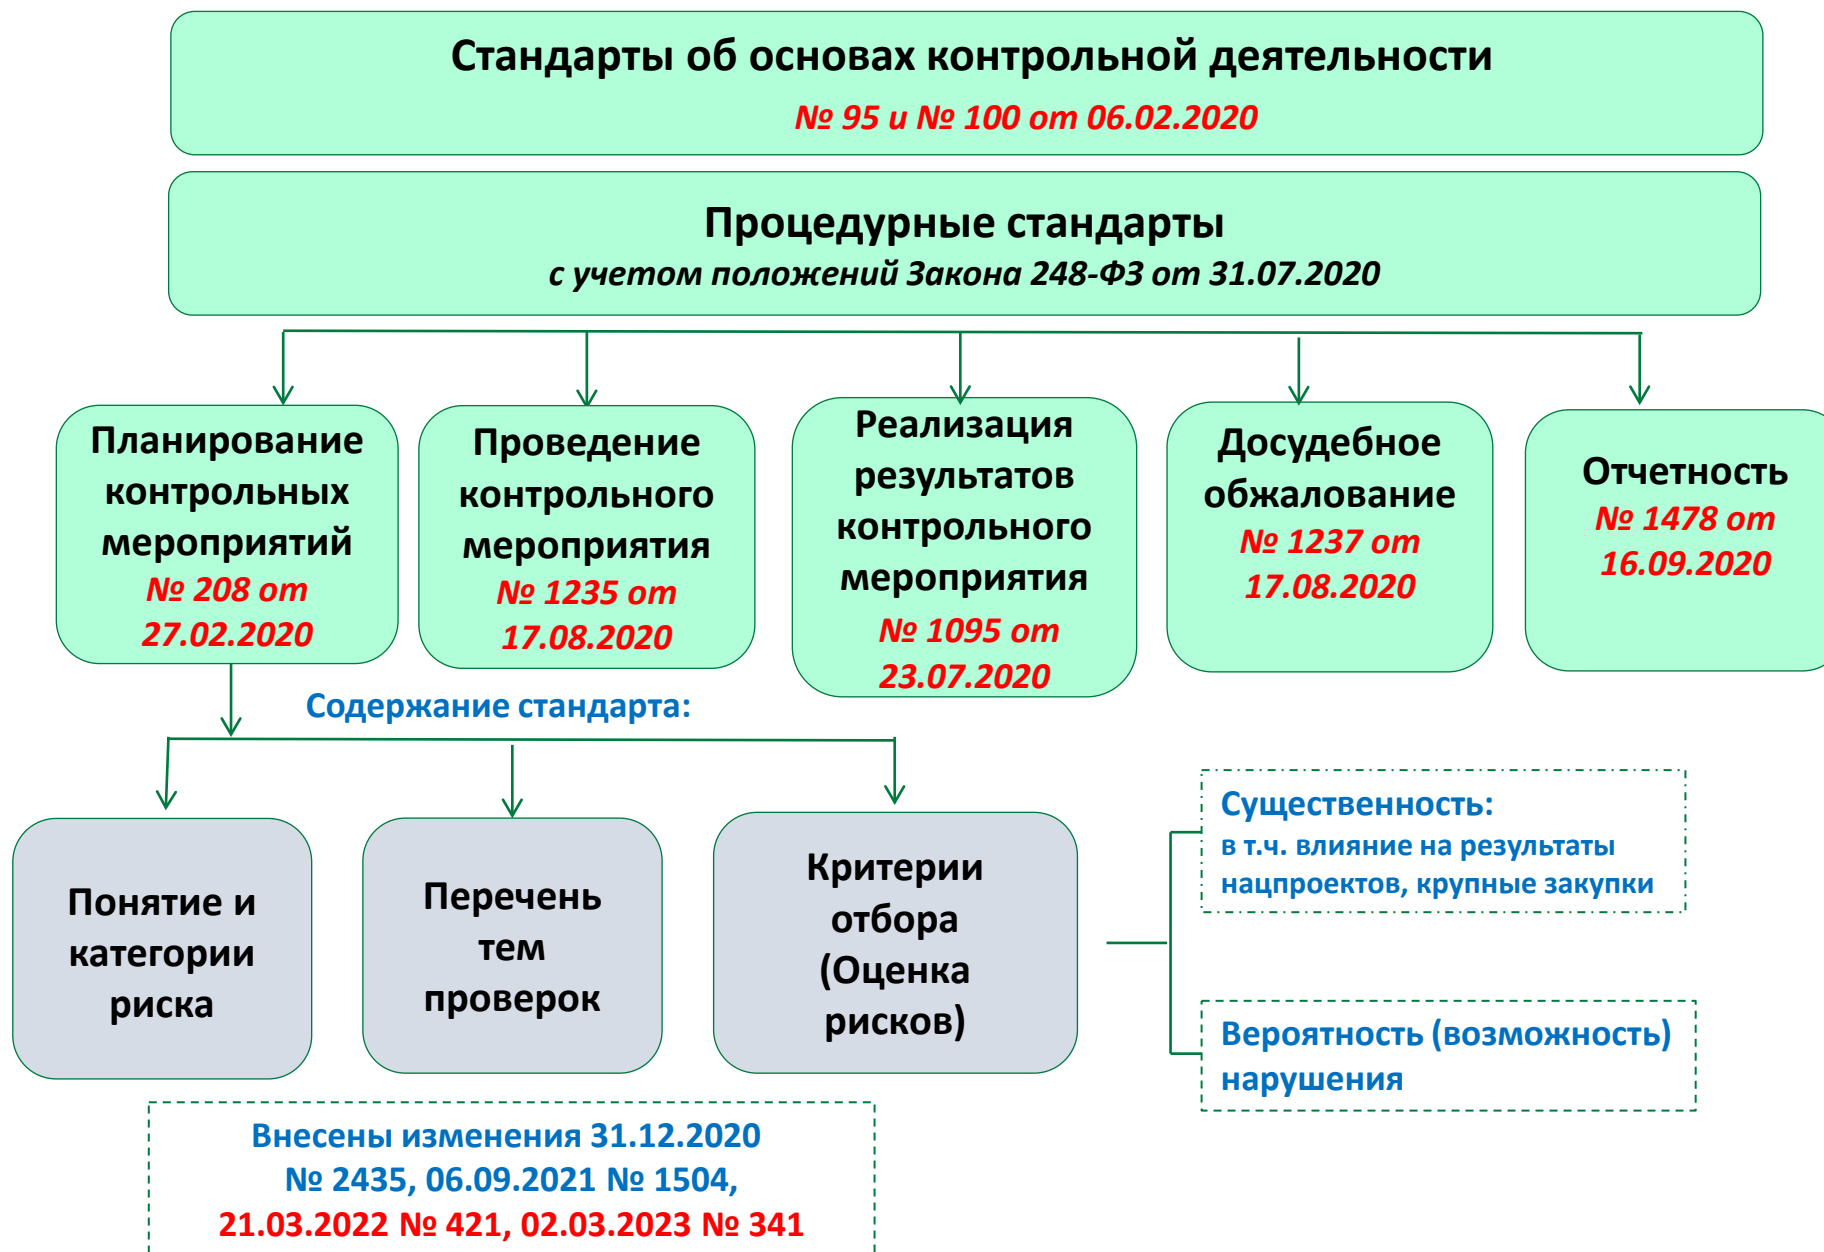 Стандарты об основах контрольной деятельности
№ 95 и № 100 от 06.02.2020
Процедурные стандарты
с учетом положений Закона 248-ФЗ от 31.07.2020
Планирование
контрольных
мероприятий
№ 208 от
27.02.2020
Проведение
контрольного
мероприятия
№ 1235 от
17.08.2020
Реализация
результатов
контрольного
мероприятия
№ 1095 от
23.07.2020
Досудебное
обжалование
№ 1237 от
17.08.2020
Отчетность
№ 1478 от
16.09.2020
Содержание стандарта:
Понятие и
категории
риска
Перечень
тем
проверок
Критерии
отбора
(Оценка
рисков)
Существенность:
в т.ч. влияние на результаты
нацпроектов, крупные закупки
Вероятность (возможность)
нарушения
Внесены изменения 31.12.2020
№ 2435, 06.09.2021 № 1504,
21.03.2022 № 421, 02.03.2023 № 341